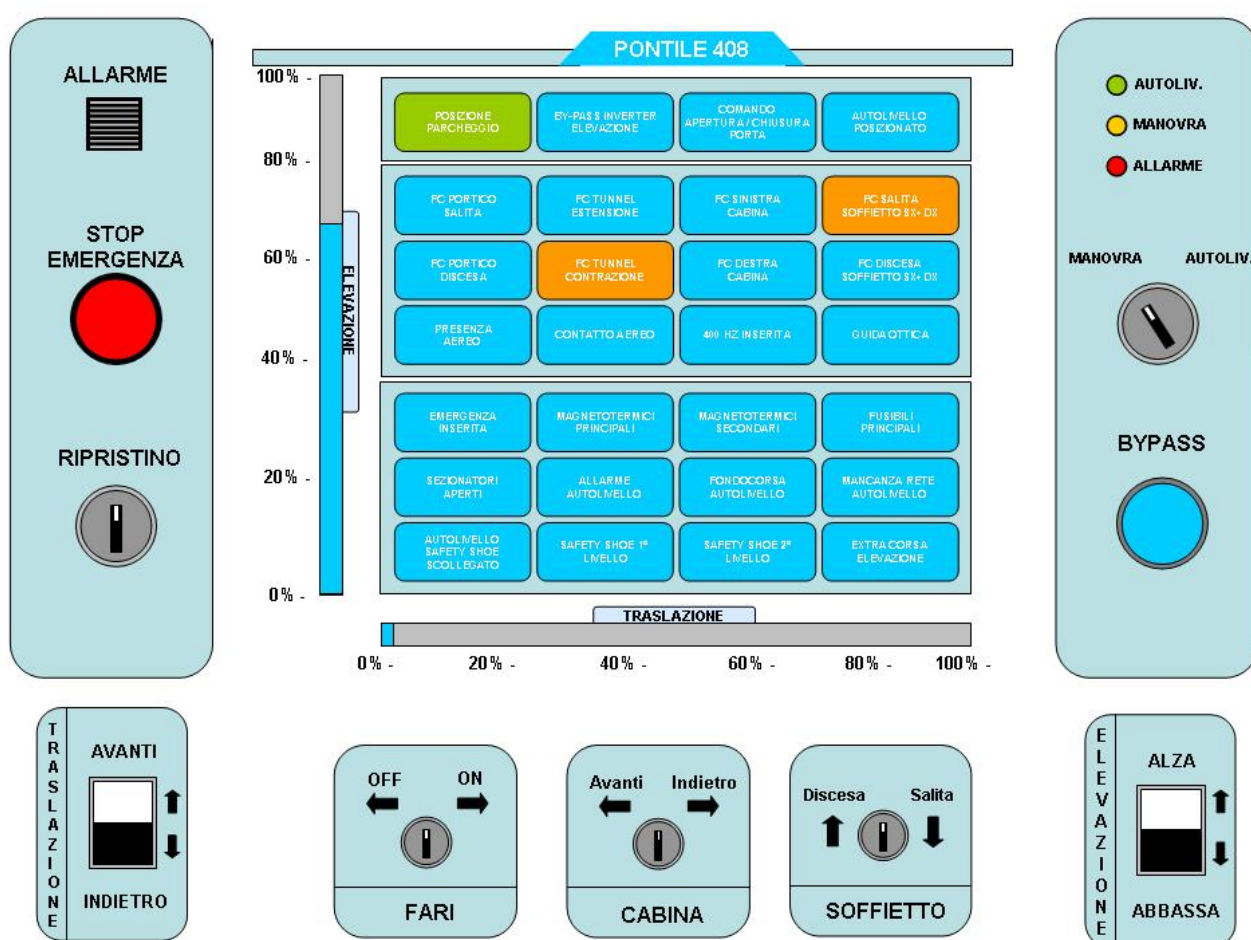 PONTILE 408
ALLARME
STOP
EMERGENZA
RIPRISTINO
100% -
80% -
60% -
40% -
20% -
0% -
ELEVAZIONE
POSIZIONE
PARCHEGGIO
BY-PASS INVERTER
ELEVAZIONE
COMANDO
APERTURA / CHIUSURA
PORTA
AUTOLIVELLO
POSIZIONATO
FC PORTICO
SALITA
FC TUNNEL
ESTENSIONE
FC SINISTRA
CABINA
FC SALITA
SOFFIETTO SX+ DX
FC PORTICO
DISCESA
FC TUNNEL
CONTRAZIONE
FC DESTRA
CABINA
FC DISCESA
SOFFIETTO SX+ DX
PRESENZA
AEREO
CONTATTO AEREO
400 HZ INSERITA
GUIDA OTTICA
EMERGENZA
INSERITA
MAGNETOTERMICI
PRINCIPALI
MAGNETOTERMICI
SECONDARI
FUSIBILI
PRINCIPALI
SEZIONATORI
APERTI
ALLARME
AUTOLIVELLO
FONDOCORSA
AUTOLIVELLO
MANCANZA RETE
AUTOLIVELLO
AUTOLIVELLO
SAFETY SHOE
SCOLLEGATO
SAFETY SHOE 1°
LIVELLO
SAFETY SHOE 2°
LIVELLO
EXTRA CORSA
ELEVAZIONE
TRASLAZIONE
0% - 20% - 40% - 60% - 80% - 100% -
AUTOLIV.
MANOVRA
ALLARME
MANOVRA AUTOLIV.
BYPASS
TRASLAZIONE
AVANTI
INDIETRO
OFF ON
FARI
Avanti Indietro
CABINA
Discesa Salita
SOFFIETTO
ELEVAZIONE
ALZA
ABBASSA